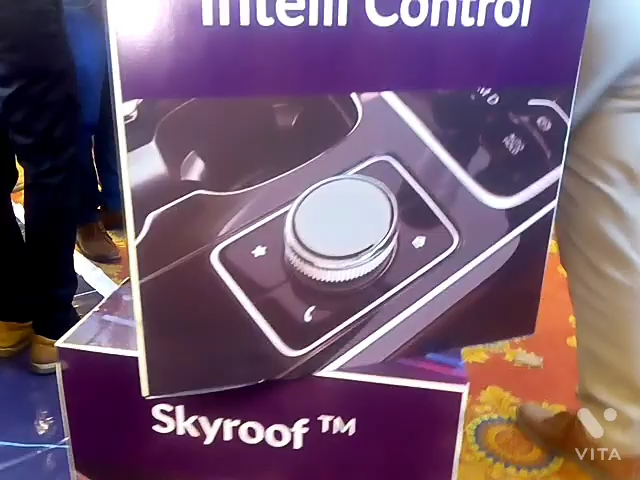 Intelli Control
M D
Skyroof ™
VITA